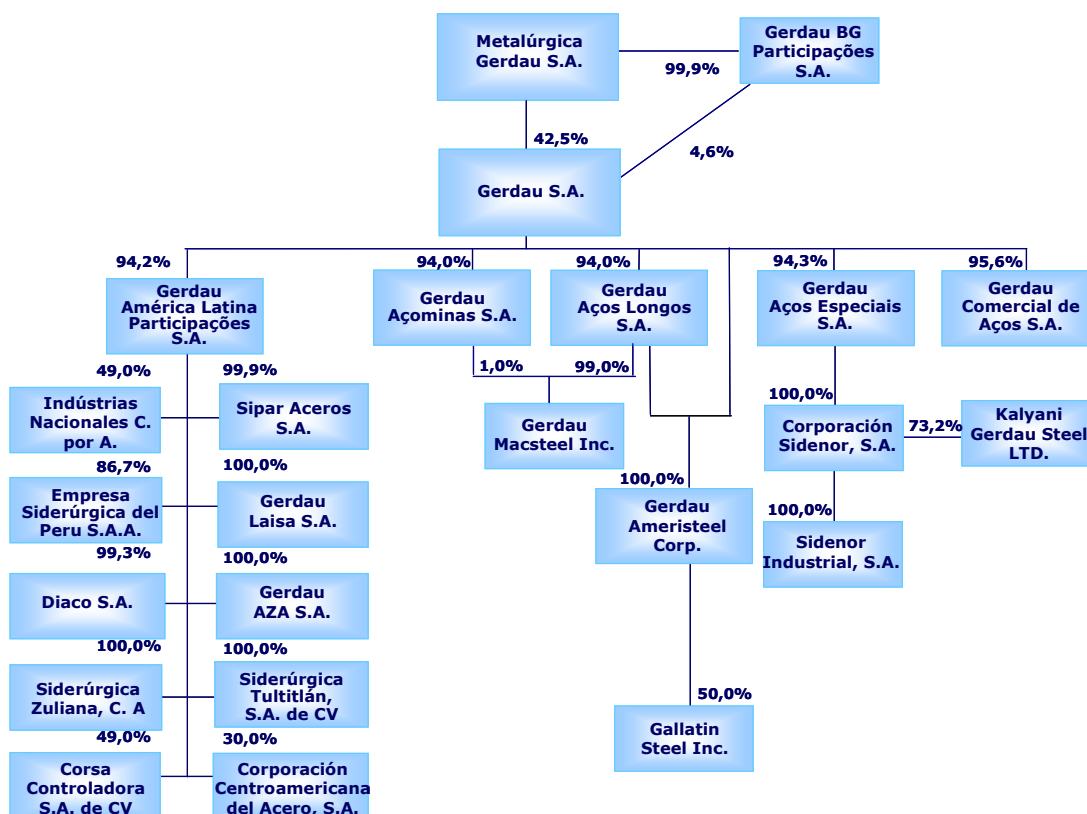 Metalúrgica
Gerdau S.A.
Gerdau BG
Participações
S.A.
99,9%
42,5%
4,6%
Gerdau S.A.
94,2%
94,0%
94,0%
94,3%
95,6%
Gerdau
América Latina
Participações
S.A.
Gerdau
Açominas S.A.
Gerdau
Aços Longos
S.A.
Gerdau
Aços Especiais
S.A.
Gerdau
Comercial de
Aços S.A.
49,0%
99,9%
1,0%
99,0%
100,0%
Indústrias
Nacionales C.
por A.
Sipar Aceros
S.A.
Gerdau
Macsteel Inc.
Corporación
Sidenor, S.A.
73,2%
Kalyani
Gerdau Steel
LTD.
86,7%
100,0%
100,0%
100,0%
Empresa
Siderúrgica del
Peru S.A.A.
Gerdau
Laisa S.A.
Gerdau
Ameristeel
Corp.
Sidenor
Industrial, S.A.
99,3%
100,0%
Diaco S.A.
Gerdau
AZA S.A.
100,0%
100,0%
Siderúrgica
Zuliana, C. A
Siderúrgica
Tultitlán,
S.A. de CV
50,0%
Gallatin
Steel Inc.
49,0%
30,0%
Corsa
Controladora
S.A. de CV
Corporación
Centroamericana
del Acero, S.A.